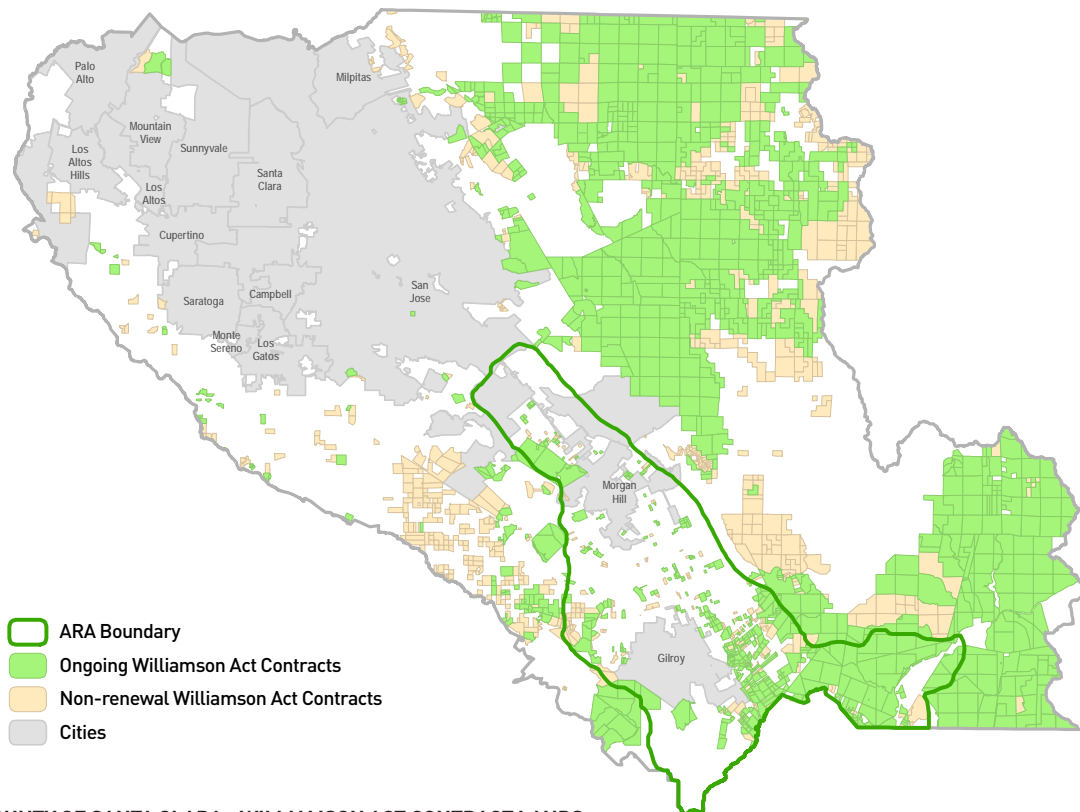 Palo
Alto
Milpitas
Mountain
View
Sunnyvale
Los
Altos
Hills
Santa
Clara
Los
Altos
Cupertino
San
Jose
Saratoga
Campbell
Monte
Sereno
Los
Gatos
Morgan
Hill
Gilroy
ARA Boundary
Ongoing Williamson Act Contracts
Non-renewal Williamson Act Contracts
Cities